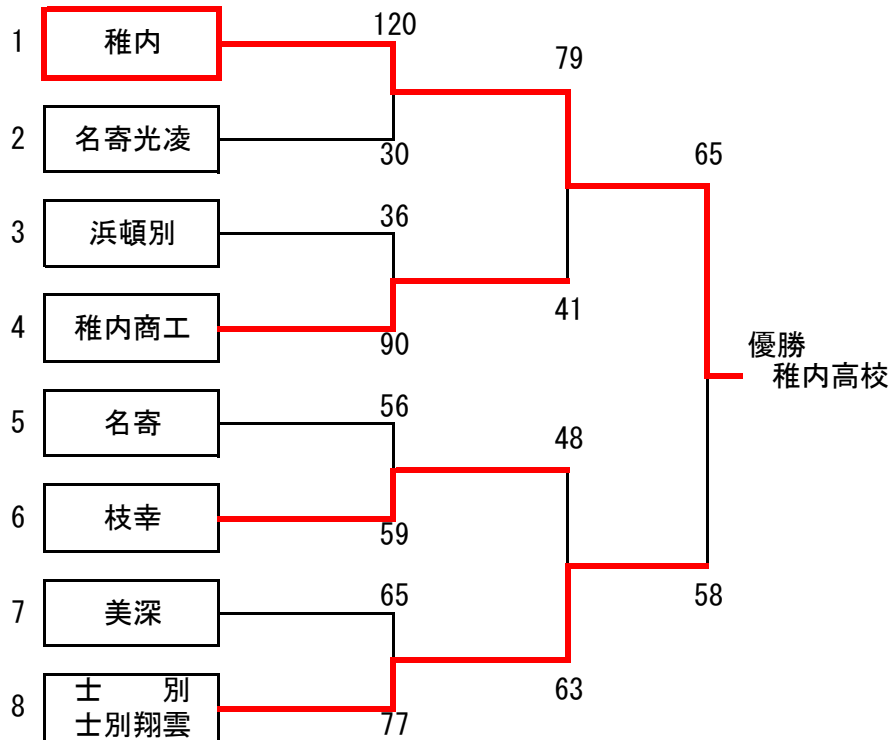 1 稚内 120
79
2 名寄光凌 30
65
3 浜頓別 36
4 稚内商工 90
41
優勝
稚内高校
5 名寄 56
48
6 枝幸 59
7 美深 65
58
8 士 別
士別翔雲 77
63